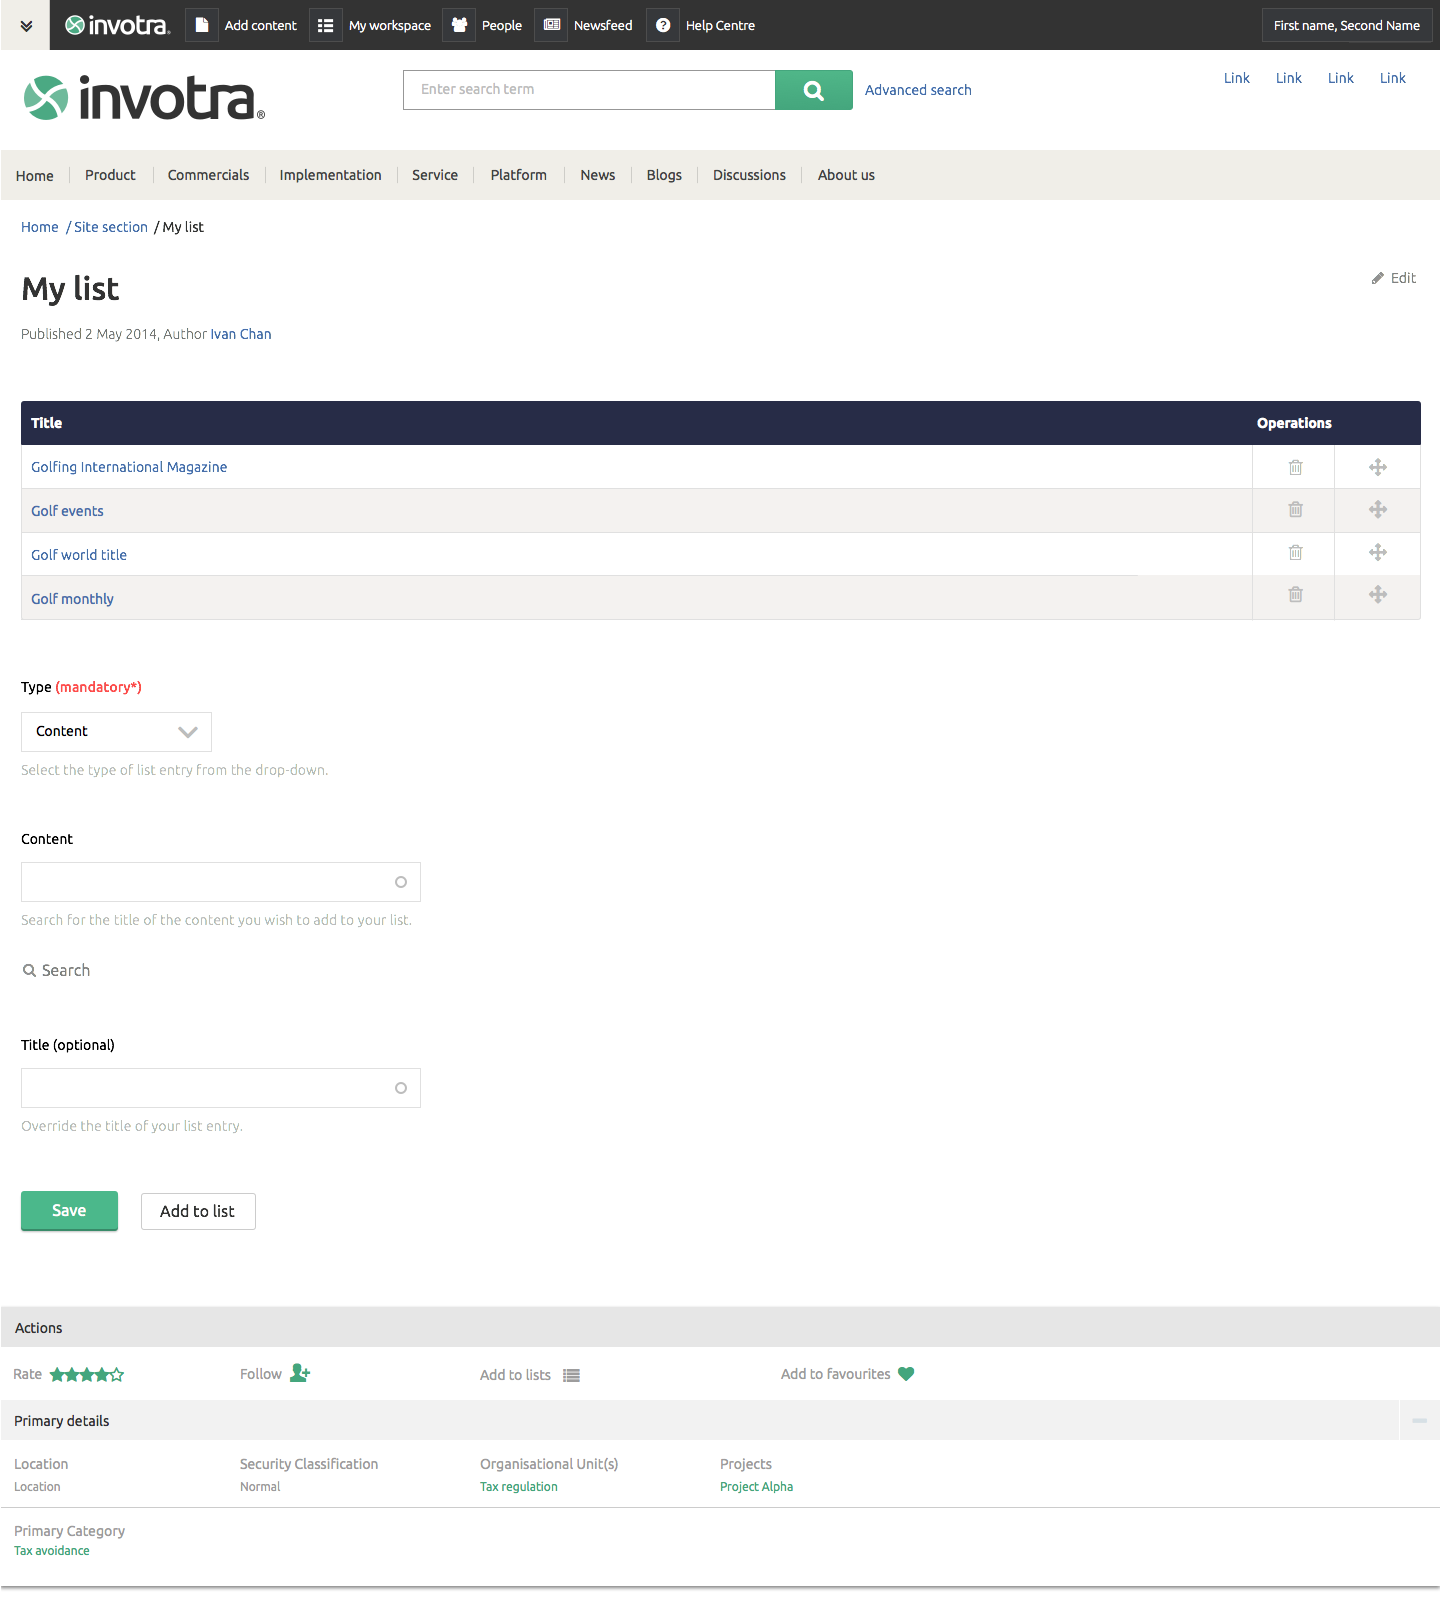 invotra. Add content My workspace People Newsfeed Help Centre First name, Second Name
invotra® Enter search term Advanced search Link Link Link Link
Home Product Commercials Implementation Service Platform News Blogs Discussions About us
Home / Site section / My list
My list
Edit
Published 2 May 2014, Author Ivan Chan
Title Operations
Golfing International Magazine
Golf events
Golf world title
Golf monthly
Type (mandatory*)
Content
Select the type of list entry from the drop-down.
Content
Search for the title of the content you wish to add to your list.
Search
Title (optional)
Override the title of your list entry.
Save Add to list
Actions
Rate Follow Add to lists Add to favourites
Primary details
Location Security Classification Organisational Unit(s) Projects
Location Normal Tax regulation Project Alpha
Primary Category
Tax avoidance